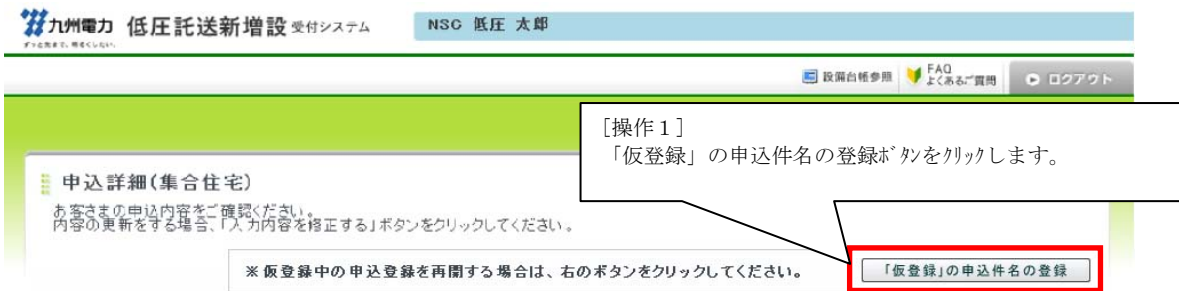 九州電力 低圧託送新増設 受付システム NSC 低圧 太郎
ずっと先まで、明るくしたい。
設備台帳参照 FAQ よくあるご質問 ログアウト
［操作１］
「仮登録」の申込件名の登録ﾎﾞﾀﾝをｸﾘｯｸします。
申込詳細(集合住宅)
お客さまの申込内容をご確認ください。
内容の更新をする場合、「入力内容を修正する」ボタンをクリックしてください。
※仮登録中の申込登録を再開する場合は、右のボタンをクリックしてください。 「仮登録」の申込件名の登録